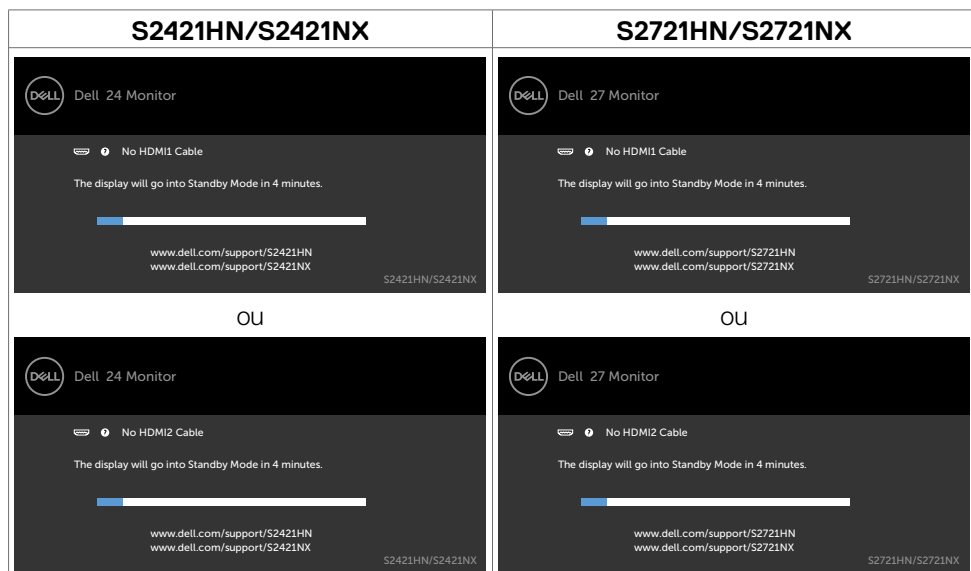 S2421HN/S2421NX
S2721HN/S2721NX
DELL
Dell 24 Monitor
No HDMI1 Cable
The display will go into Standby Mode in 4 minutes.
www.dell.com/support/S2421HN
www.dell.com/support/S2421NX
S2421HN/S2421NX
DELL
Dell 27 Monitor
No HDMI1 Cable
The display will go into Standby Mode in 4 minutes.
www.dell.com/support/S2721HN
www.dell.com/support/S2721NX
S2721HN/S2721NX
ou
ou
DELL
Dell 24 Monitor
No HDMI2 Cable
The display will go into Standby Mode in 4 minutes.
www.dell.com/support/S2421HN
www.dell.com/support/S2421NX
S2421HN/S2421NX
DELL
Dell 27 Monitor
No HDMI2 Cable
The display will go into Standby Mode in 4 minutes.
www.dell.com/support/S2721HN
www.dell.com/support/S2721NX
S2721HN/S2721NX